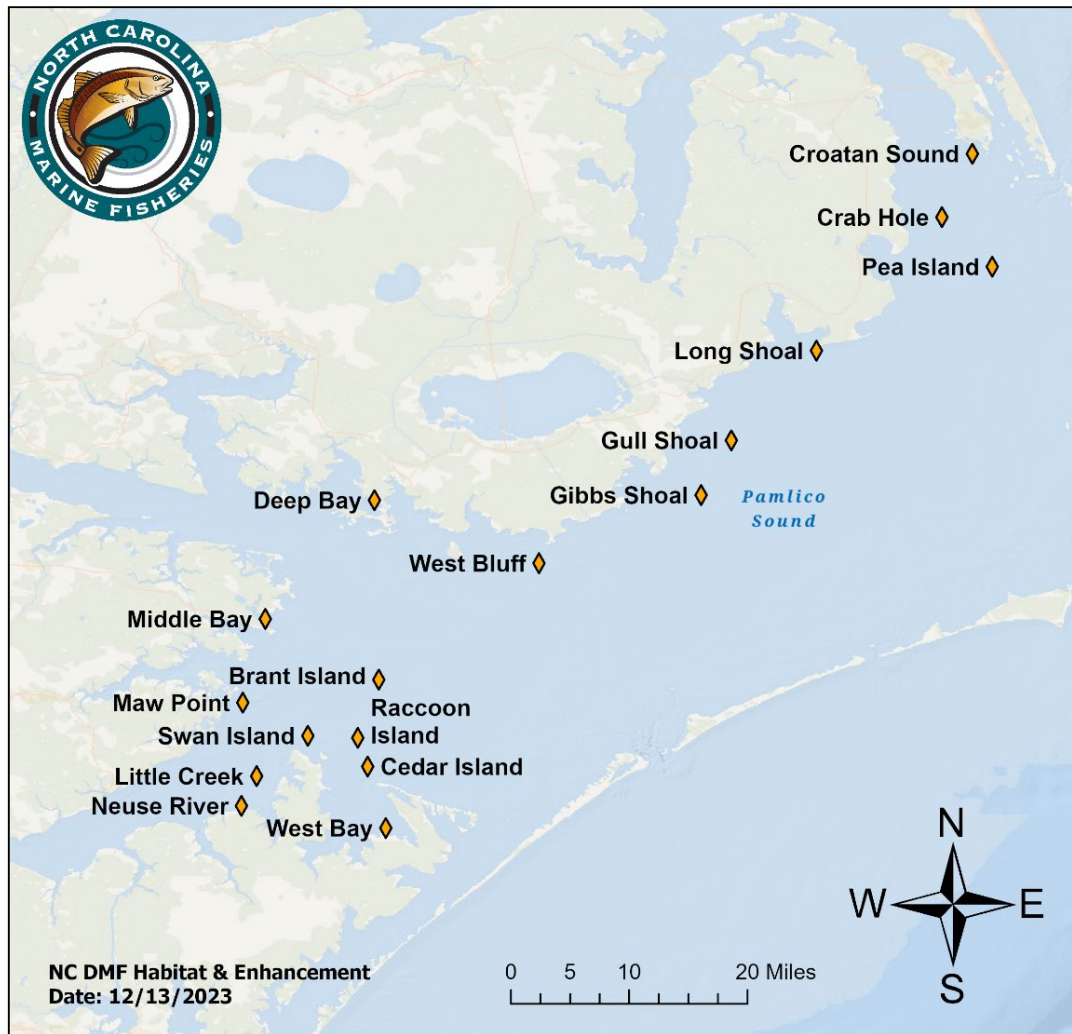 NORTH CAROLINA
MARINE FISHERIES
Croatan Sound
Crab Hole
Pea Island
Long Shoal
Gull Shoal
Gibbs Shoal
Pamlico
Sound
Deep Bay
West Bluff
Middle Bay
Brant Island
Maw Point
Raccoon
Island
Swan Island
Cedar Island
Little Creek
Neuse River
West Bay
N
W
E
S
NC DMF Habitat & Enhancement
Date: 12/13/2023
0 5 10 20 Miles